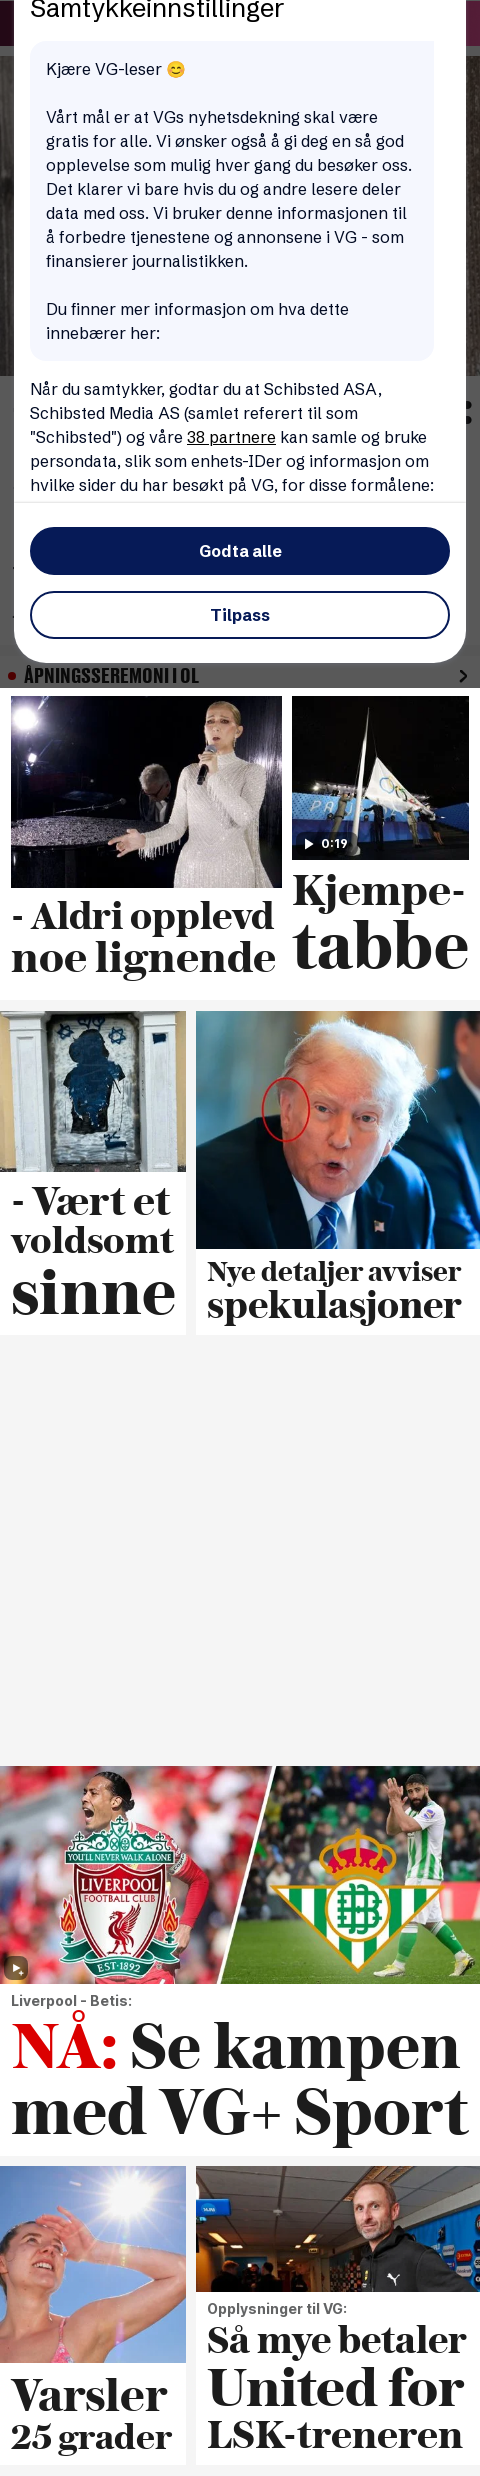 Samtykkeinnstillinger
Kjære VG-leser 😊
Vårt mål er at VGs nyhetsdekning skal være
gratis for alle. Vi ønsker også å gi deg en så god
opplevelse som mulig hver gang du besøker oss.
Det klarer vi bare hvis du og andre lesere deler
data med oss. Vi bruker denne informasjonen til
å forbedre tjenestene og annonsene i VG - som
finansierer journalistikken.
Du finner mer informasjon om hva dette
innebærer her:
Når du samtykker, godtar du at Schibsted ASA,
Schibsted Media AS (samlet referert til som
"Schibsted") og våre 38 partnere kan samle og bruke
persondata, slik som enhets-IDer og informasjon om
hvilke sider du har besøkt på VG, for disse formålene:
Godta alle
Tilpass
ÅPNINGSSEREMONI I OL
0:19
- Aldri opplevd
noe lignende
Kjempe-
tabbe
- Vært et
voldsomt
sinne
Nye detaljer avviser
spekulasjoner
YOU'LL NEVER WALK ALONE
LIVERPOOL
FOOTBALL CLUB
EST·1892
Liverpool - Betis:
NÅ: Se kampen
med VG+ Sport
Varsler
25 grader
Opplysninger til VG:
Så mye betaler
United for
LSK-treneren